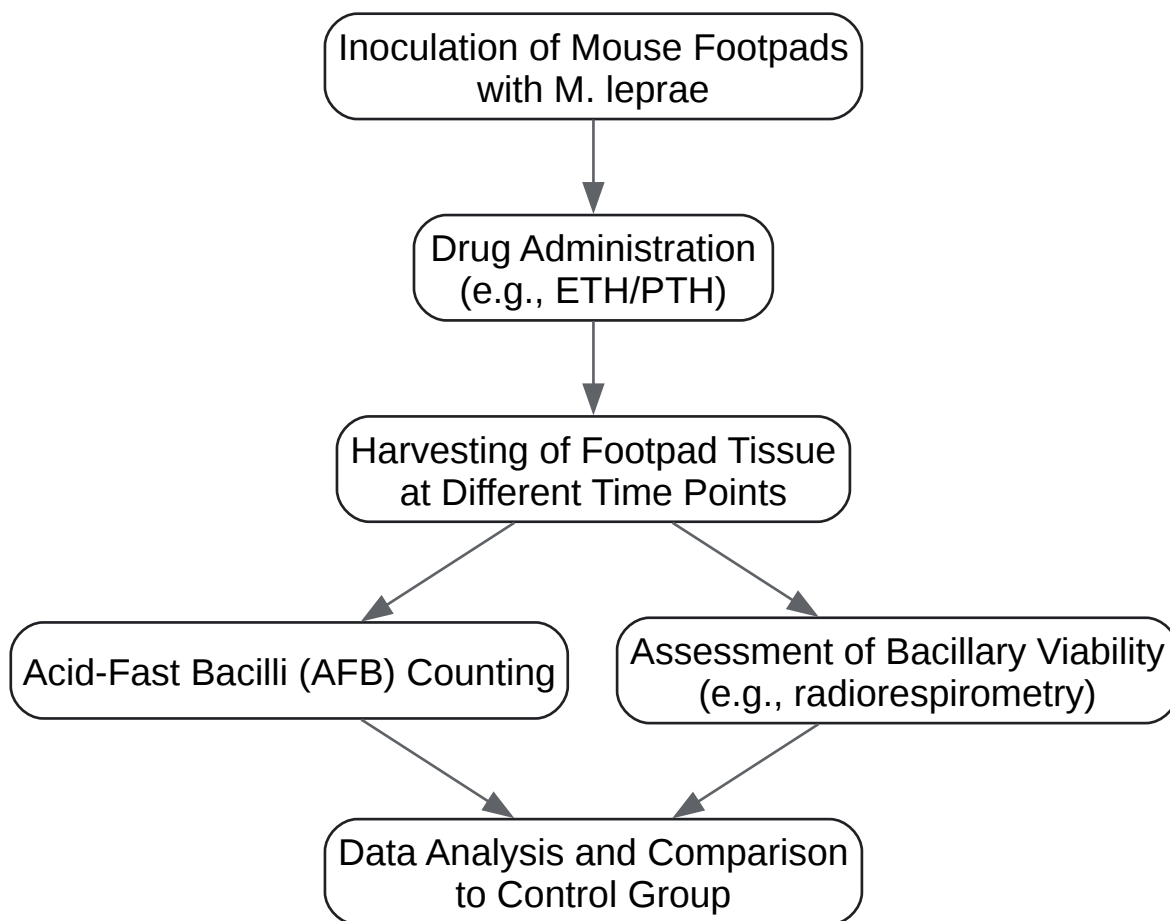 Inoculation of Mouse Footpads
with M. leprae
Drug Administration
(e.g., ETH/PTH)
Harvesting of Footpad Tissue
at Different Time Points
Acid-Fast Bacilli (AFB) Counting
Assessment of Bacillary Viability
(e.g., radiorespirometry)
Data Analysis and Comparison
to Control Group